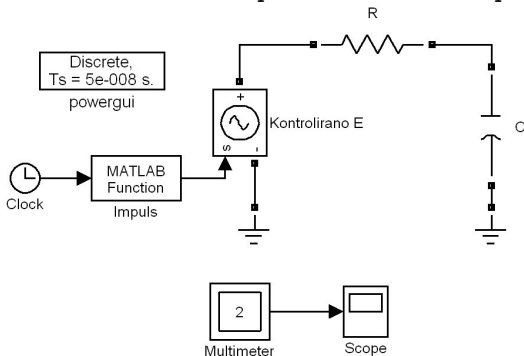 R
Discrete,
Ts = 5e-008 s.
powergui
+
Kontrolirano E
s
-
MATLAB
Function
Clock
Impuls
2
Multimeter
Scope